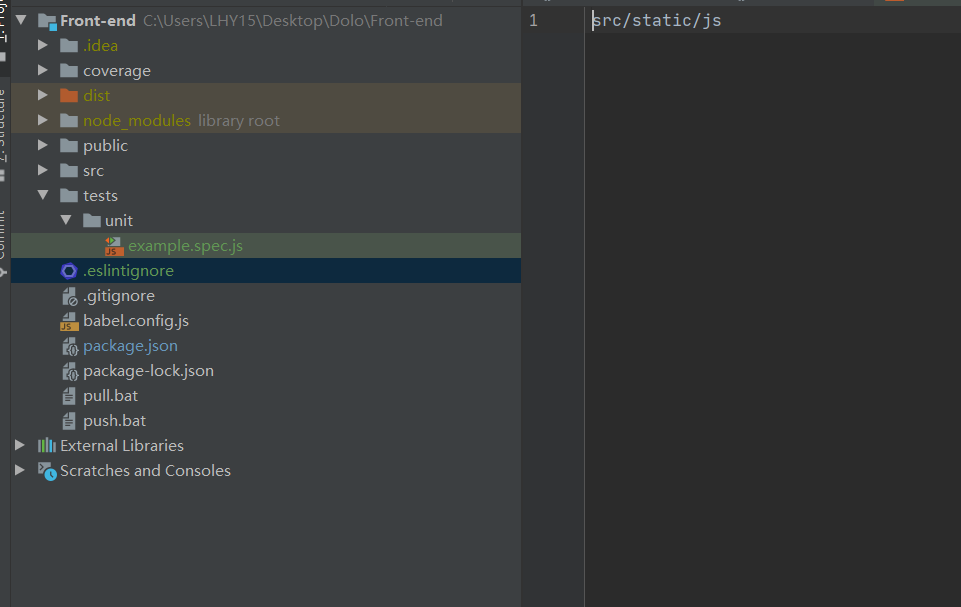 Front-end C:\Users\LHY15\Desktop\Dolo\Front-end
.idea
coverage
dist
node_modules library root
public
src
tests
unit
example.spec.js
.eslintignore
.gitignore
babel.config.js
package.json
package-lock.json
pull.bat
push.bat
External Libraries
Scratches and Consoles
1 src/static/js